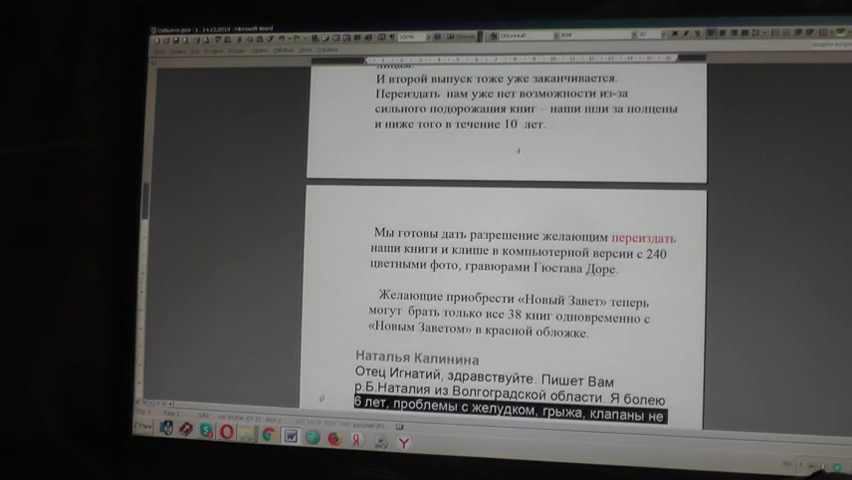 И второй выпуск тоже уже заканчивается.
Переиздать нам уже нет возможности из-за
сильного подорожания книг – наши шли за полцены
и ниже того в течение 10 лет.
Мы готовы дать разрешение желающим переиздать
наши книги и клише в компьютерной версии с 240
цветными фото, гравюрами Гюстава Доре.
Желающие приобрести «Новый Завет» теперь
могут брать только все 38 книг одновременно с
«Новым Заветом» в красной обложке.
Наталья Калинина
Отец Игнатий, здравствуйте. Пишет Вам
р.Б.Наталия из Волгоградской области. Я болею
6 лет, проблемы с желудком, грыжа, клапаны не